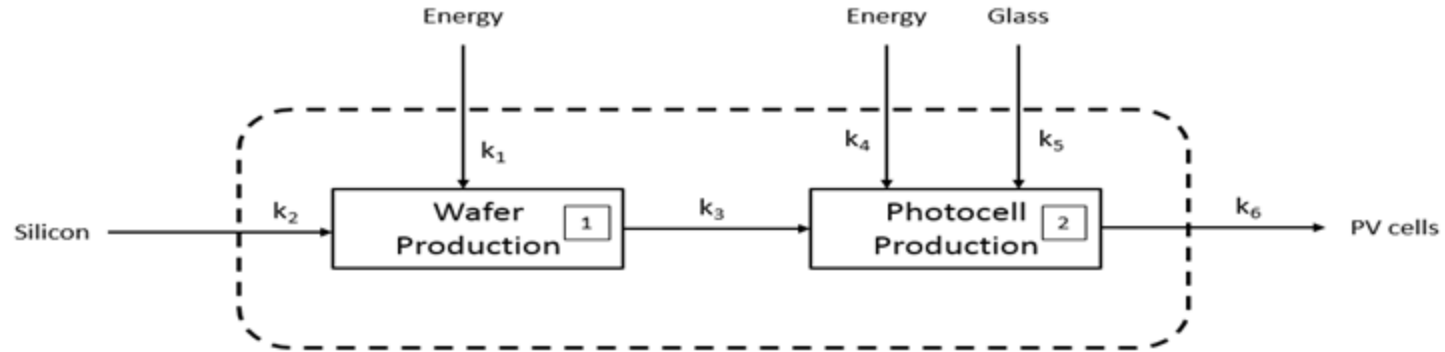 Energy
Energy
Glass
k₁
k₄
k₅
Silicon
k₂
Wafer
Production
1
k₃
Photocell
Production
2
k₆
PV cells